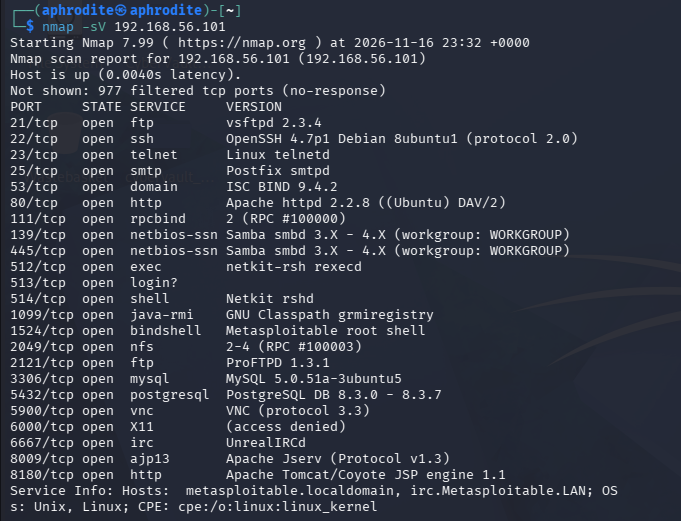 ┌──(aphrodite㉿aphrodite)-[~]
└─$ nmap -sV 192.168.56.101
Starting Nmap 7.99 ( https://nmap.org ) at 2026-11-16 23:32 +0000
Nmap scan report for 192.168.56.101 (192.168.56.101)
Host is up (0.0040s latency).
Not shown: 977 filtered tcp ports (no-response)
PORT     STATE SERVICE     VERSION
21/tcp   open  ftp         vsftpd 2.3.4
22/tcp   open  ssh         OpenSSH 4.7p1 Debian 8ubuntu1 (protocol 2.0)
23/tcp   open  telnet      Linux telnetd
25/tcp   open  smtp        Postfix smtpd
53/tcp   open  domain      ISC BIND 9.4.2
80/tcp   open  http        Apache httpd 2.2.8 ((Ubuntu) DAV/2)
111/tcp  open  rpcbind     2 (RPC #100000)
139/tcp  open  netbios-ssn Samba smbd 3.X - 4.X (workgroup: WORKGROUP)
445/tcp  open  netbios-ssn Samba smbd 3.X - 4.X (workgroup: WORKGROUP)
512/tcp  open  exec        netkit-rsh rexecd
513/tcp  open  login?
514/tcp  open  shell       Netkit rshd
1099/tcp open  java-rmi    GNU Classpath grmiregistry
1524/tcp open  bindshell   Metasploitable root shell
2049/tcp open  nfs         2-4 (RPC #100003)
2121/tcp open  ftp         ProFTPD 1.3.1
3306/tcp open  mysql       MySQL 5.0.51a-3ubuntu5
5432/tcp open  postgresql  PostgreSQL DB 8.3.0 - 8.3.7
5900/tcp open  vnc         VNC (protocol 3.3)
6000/tcp open  X11         (access denied)
6667/tcp open  irc         UnrealIRCd
8009/tcp open  ajp13       Apache Jserv (Protocol v1.3)
8180/tcp open  http        Apache Tomcat/Coyote JSP engine 1.1
Service Info: Hosts:  metasploitable.localdomain, irc.Metasploitable.LAN; OS
s: Unix, Linux; CPE: cpe:/o:linux:linux_kernel